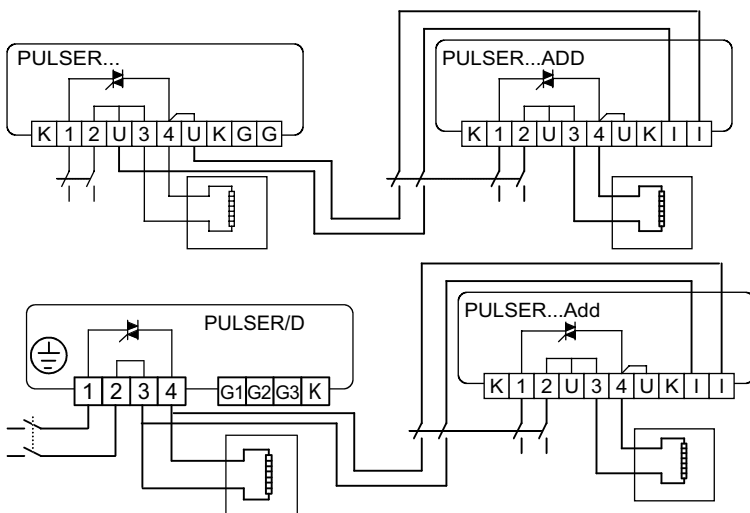 PULSER...
K 1 2 U 3 4 U K G G
PULSER...ADD
K 1 2 U 3 4 U K I I
PULSER/D
1 2 3 4 G1 G2 G3 K
PULSER...Add
K 1 2 U 3 4 U K I I